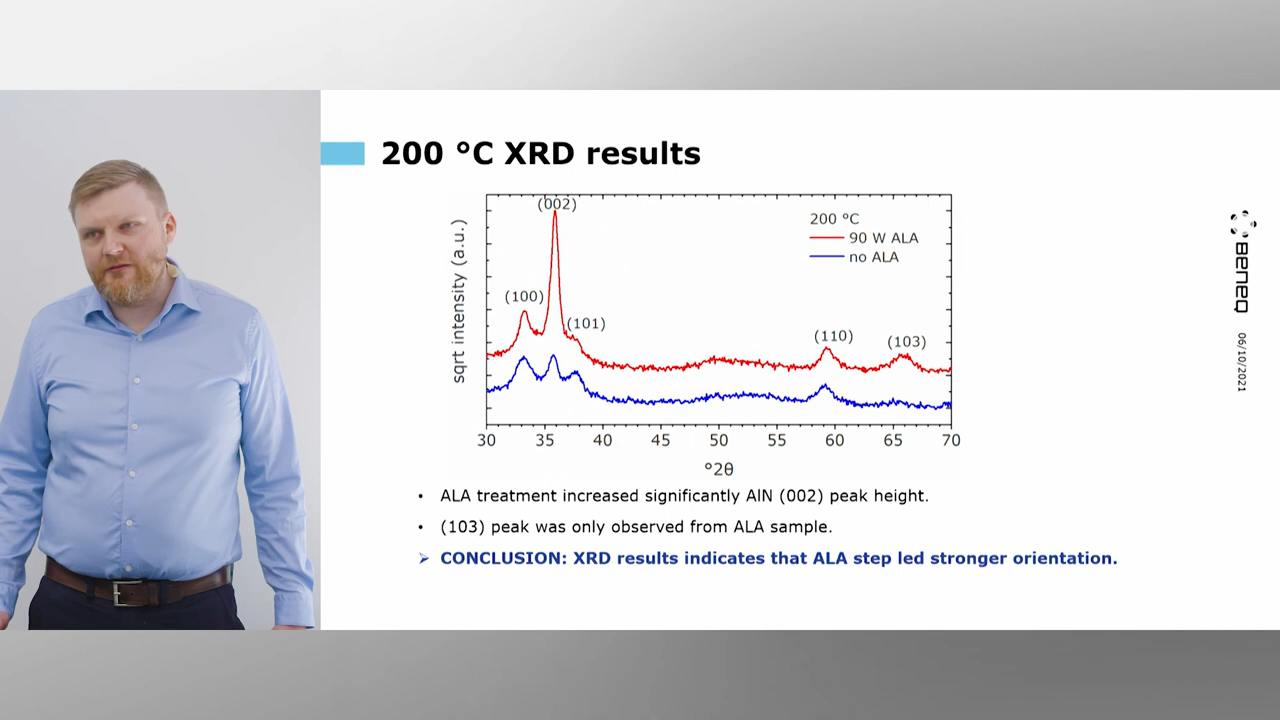 200 °C XRD results
(002)
200 °C
90 W ALA
no ALA
(100)
(101)
(110)
(103)
sqrt intensity (a.u.)
30 35 40 45 50 55 60 65 70
°2θ
• ALA treatment increased significantly AlN (002) peak height.
• (103) peak was only observed from ALA sample.
➢ CONCLUSION: XRD results indicates that ALA step led stronger orientation.
Beneq
06/10/2021